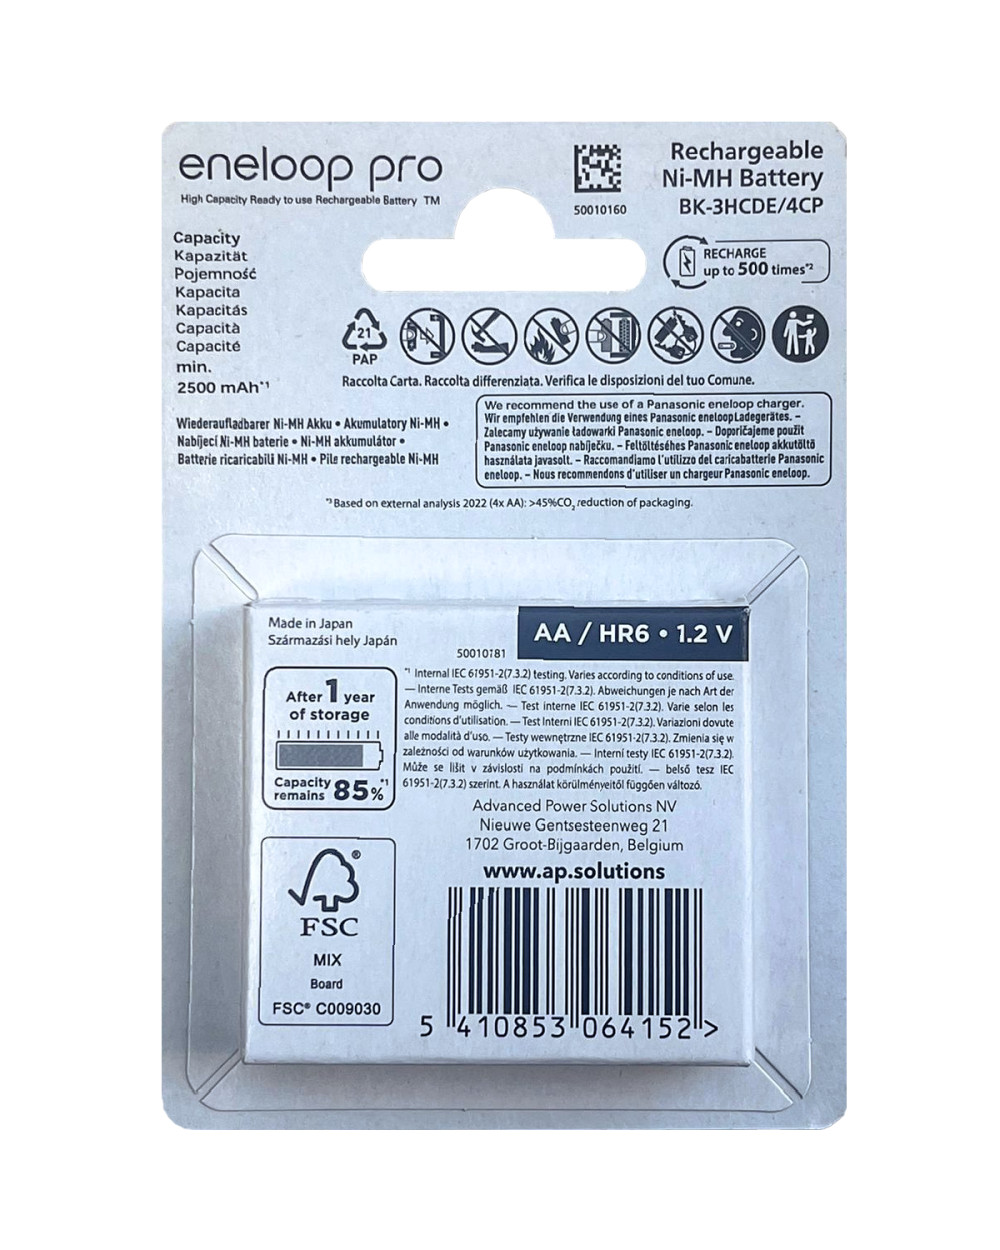 eneloop pro
High Capacity Ready to use Rechargeable Battery TM
50010160
Rechargeable
Ni-MH Battery
BK-3HCDE/4CP
RECHARGE
up to 500 times*2
Capacity
Kapazität
Pojemność
Kapacita
Kapacitás
Capacità
Capacité
min.
2500 mAh*1
21
PAP
Raccolta Carta. Raccolta differenziata. Verifica le disposizioni del tuo Comune.
Wiederaufladbarer Ni-MH Akku • Akumulatory Ni-MH •
Nabíjecí Ni-MH baterie • Ni-MH akkumulátor •
Batterie ricaricabili Ni-MH • Pile rechargeable Ni-MH
We recommend the use of a Panasonic eneloop charger.
Wir empfehlen die Verwendung eines Panasonic eneloopLadegerätes. –
Zalecamy używanie ładowarki Panasonic eneloop. – Doporičajeme použit
Panasonic eneloop nabíječku. – Feltöltéséhes Panasonic eneloop akkutöltő
használata javasolt. – Raccomandiamo l'utilizzo del caricabatterie Panasonic
eneloop. – Nous recommendons d'utiliser un chargeur Panasonic eneloop.
*3 Based on external analysis 2022 (4x AA): >45%CO2 reduction of packaging.
Made in Japan
Származási hely Japán
50010181
AA / HR6 • 1.2 V
After 1 year
of storage
Capacity
remains 85%*1
*1 Internal IEC 61951-2(7.3.2) testing. Varies according to conditions of use.
— Interne Tests gemäß IEC 61951-2(7.3.2). Abweichungen je nach Art der
Anwendung möglich. — Test interne IEC 61951-2(7.3.2). Varie selon les
conditions d'utilisation. — Test Interni IEC 61951-2(7.3.2). Variazioni dovute
alle modalità d'uso. — Testy wewnętrzne IEC 61951-2(7.3.2). Zmienia się w
zależności od warunków użytkowania. — Interní testy IEC 61951-2(7.3.2).
Může se lišit v závislosti na podmínkách použití. — belső tesz IEC
61951-2(7.3.2) szerint. A használat körülményeitől függően változó.
Advanced Power Solutions NV
Nieuwe Gentsesteenweg 21
1702 Groot-Bijgaarden, Belgium
www.ap.solutions
FSC®
MIX
Board
FSC® C009030
5 410853 064152 >